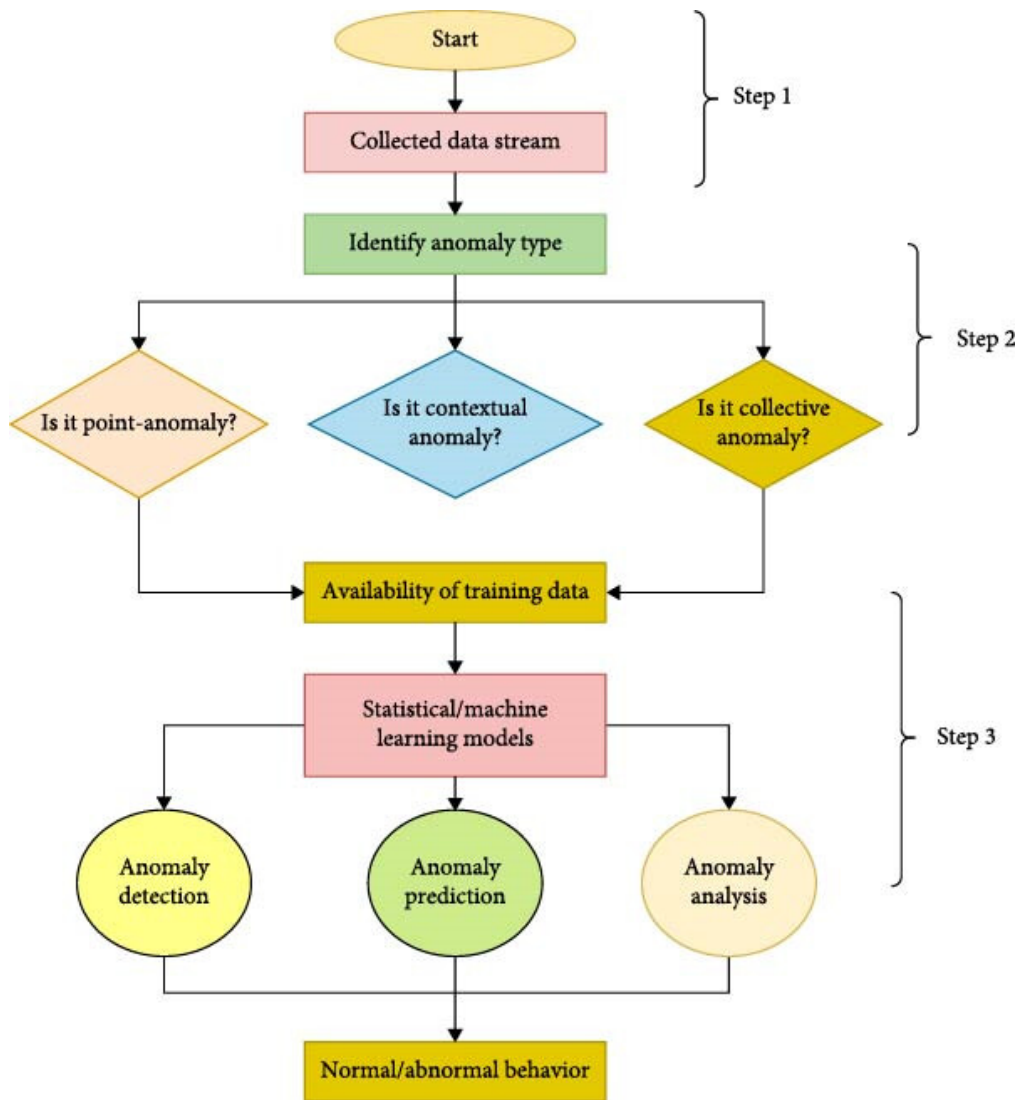 Start
Step 1
Collected data stream
Identify anomaly type
Step 2
Is it point-anomaly?
Is it contextual
anomaly?
Is it collective
anomaly?
Availability of training data
Statistical/machine
learning models
Step 3
Anomaly
detection
Anomaly
prediction
Anomaly
analysis
Normal/abnormal behavior